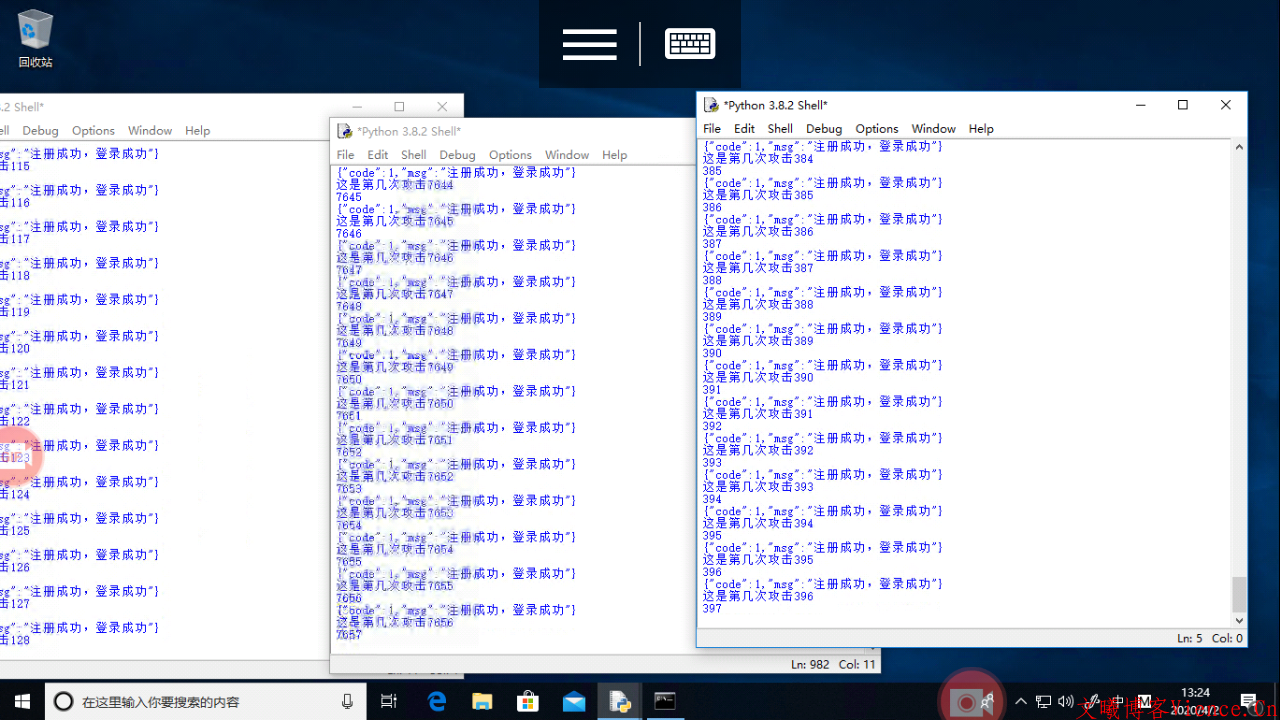 回收站
.2 Shell*
ell Debug Options Window Help
sg":"注册成功，登录成功"}
击115
sg":"注册成功，登录成功"}
击116
sg":"注册成功，登录成功"}
击117
sg":"注册成功，登录成功"}
击118
sg":"注册成功，登录成功"}
击119
sg":"注册成功，登录成功"}
击120
sg":"注册成功，登录成功"}
击121
sg":"注册成功，登录成功"}
击122
sg":"注册成功，登录成功"}
击123
sg":"注册成功，登录成功"}
击124
sg":"注册成功，登录成功"}
击125
sg":"注册成功，登录成功"}
击126
sg":"注册成功，登录成功"}
击127
sg":"注册成功，登录成功"}
击128
*Python 3.8.2 Shell*
File Edit Shell Debug Options Window Help
{"code":1,"msg":"注册成功，登录成功"}
这是第几次攻击7644
7645
{"code":1,"msg":"注册成功，登录成功"}
这是第几次攻击7645
7646
{"code":1,"msg":"注册成功，登录成功"}
这是第几次攻击7646
7647
{"code":1,"msg":"注册成功，登录成功"}
这是第几次攻击7647
7648
{"code":1,"msg":"注册成功，登录成功"}
这是第几次攻击7648
7649
{"code":1,"msg":"注册成功，登录成功"}
这是第几次攻击7649
7650
{"code":1,"msg":"注册成功，登录成功"}
这是第几次攻击7650
7651
{"code":1,"msg":"注册成功，登录成功"}
这是第几次攻击7651
7652
{"code":1,"msg":"注册成功，登录成功"}
这是第几次攻击7652
7653
{"code":1,"msg":"注册成功，登录成功"}
这是第几次攻击7653
7654
{"code":1,"msg":"注册成功，登录成功"}
这是第几次攻击7654
7655
{"code":1,"msg":"注册成功，登录成功"}
这是第几次攻击7655
7656
{"code":1,"msg":"注册成功，登录成功"}
这是第几次攻击7656
7657
Ln: 982 Col: 11
*Python 3.8.2 Shell*
File Edit Shell Debug Options Window Help
{"code":1,"msg":"注册成功，登录成功"}
这是第几次攻击384
385
{"code":1,"msg":"注册成功，登录成功"}
这是第几次攻击385
386
{"code":1,"msg":"注册成功，登录成功"}
这是第几次攻击386
387
{"code":1,"msg":"注册成功，登录成功"}
这是第几次攻击387
388
{"code":1,"msg":"注册成功，登录成功"}
这是第几次攻击388
389
{"code":1,"msg":"注册成功，登录成功"}
这是第几次攻击389
390
{"code":1,"msg":"注册成功，登录成功"}
这是第几次攻击390
391
{"code":1,"msg":"注册成功，登录成功"}
这是第几次攻击391
392
{"code":1,"msg":"注册成功，登录成功"}
这是第几次攻击392
393
{"code":1,"msg":"注册成功，登录成功"}
这是第几次攻击393
394
{"code":1,"msg":"注册成功，登录成功"}
这是第几次攻击394
395
{"code":1,"msg":"注册成功，登录成功"}
这是第几次攻击395
396
{"code":1,"msg":"注册成功，登录成功"}
这是第几次攻击396
397
Ln: 5 Col: 0
在这里输入你要搜索的内容
中 M
13:24
2020/4/2